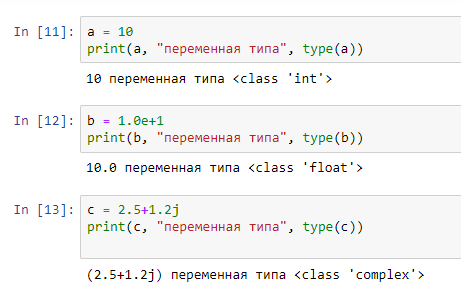 In [11]: a = 10
print(a, "переменная типа", type(a))
10 переменная типа <class 'int'>
In [12]: b = 1.0e+1
print(b, "переменная типа", type(b))
10.0 переменная типа <class 'float'>
In [13]: c = 2.5+1.2j
print(c, "переменная типа", type(c))
(2.5+1.2j) переменная типа <class 'complex'>